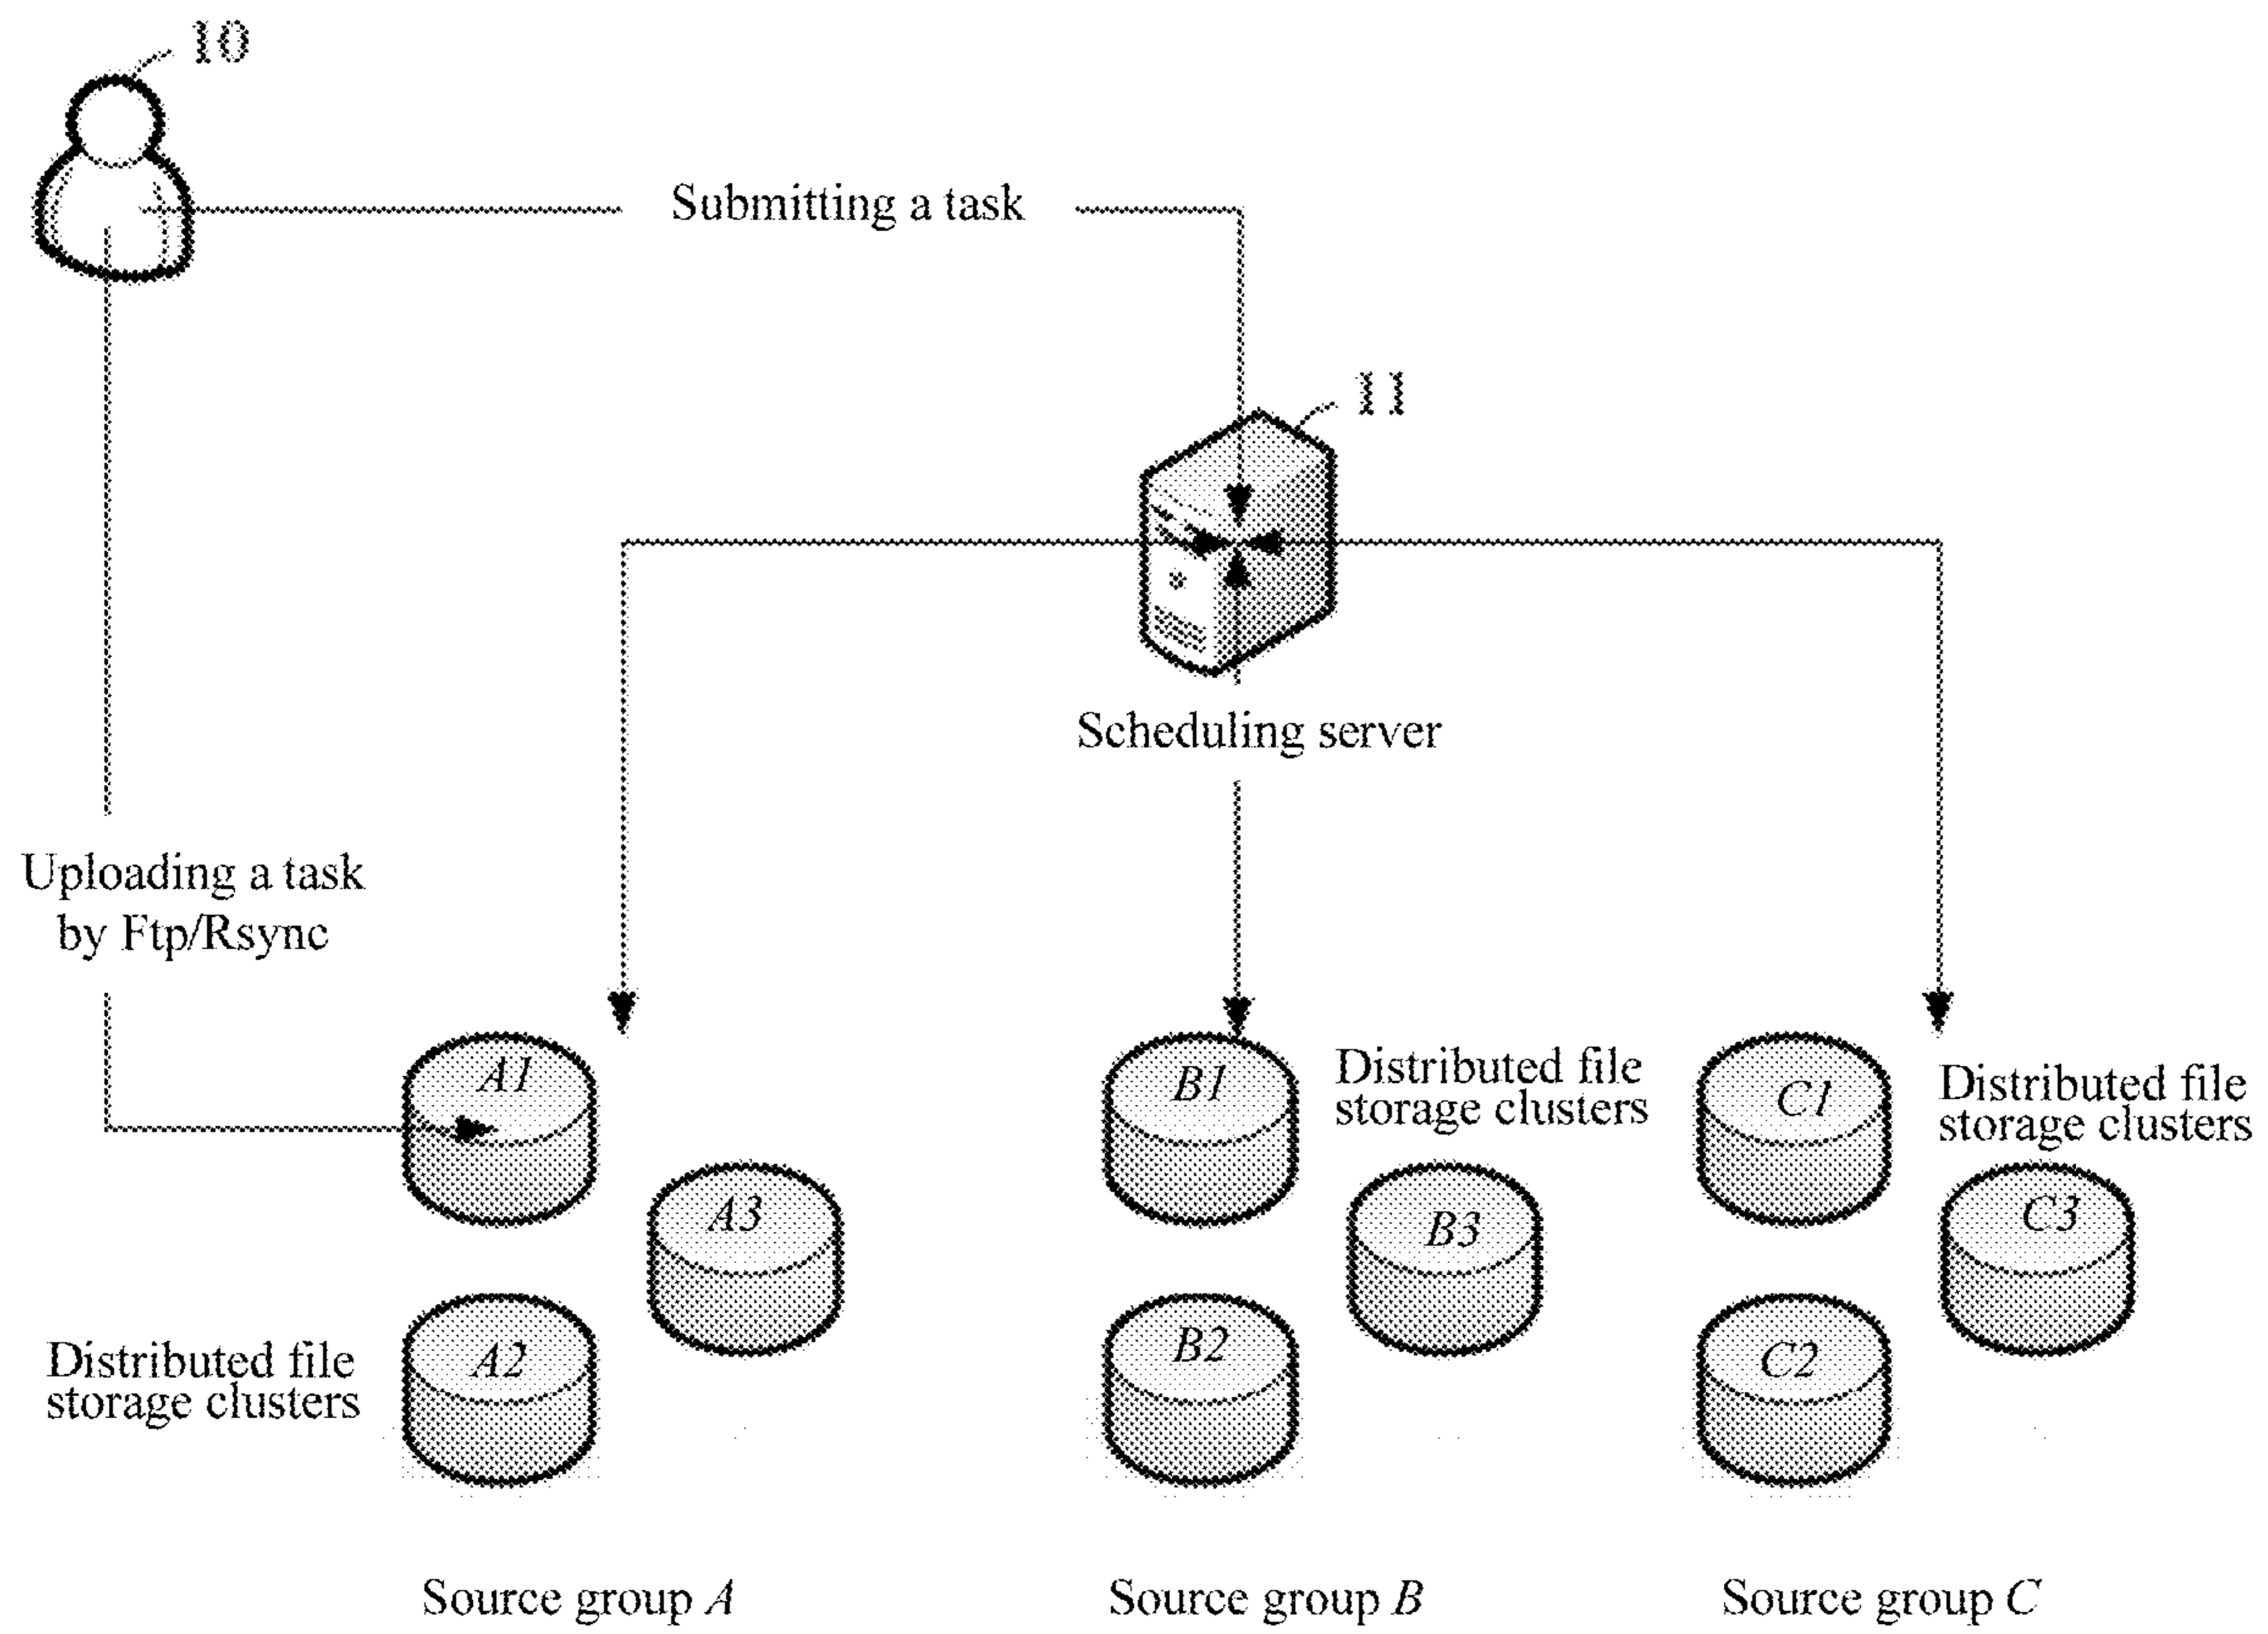 10
Submitting a task
11
Scheduling server
Uploading a task
by Ftp/Rsync
A1
A3
Distributed file
storage clusters
A2
B1
Distributed file
storage clusters
B3
B2
C1
Distributed file
storage clusters
C3
C2
Source group A
Source group B
Source group C